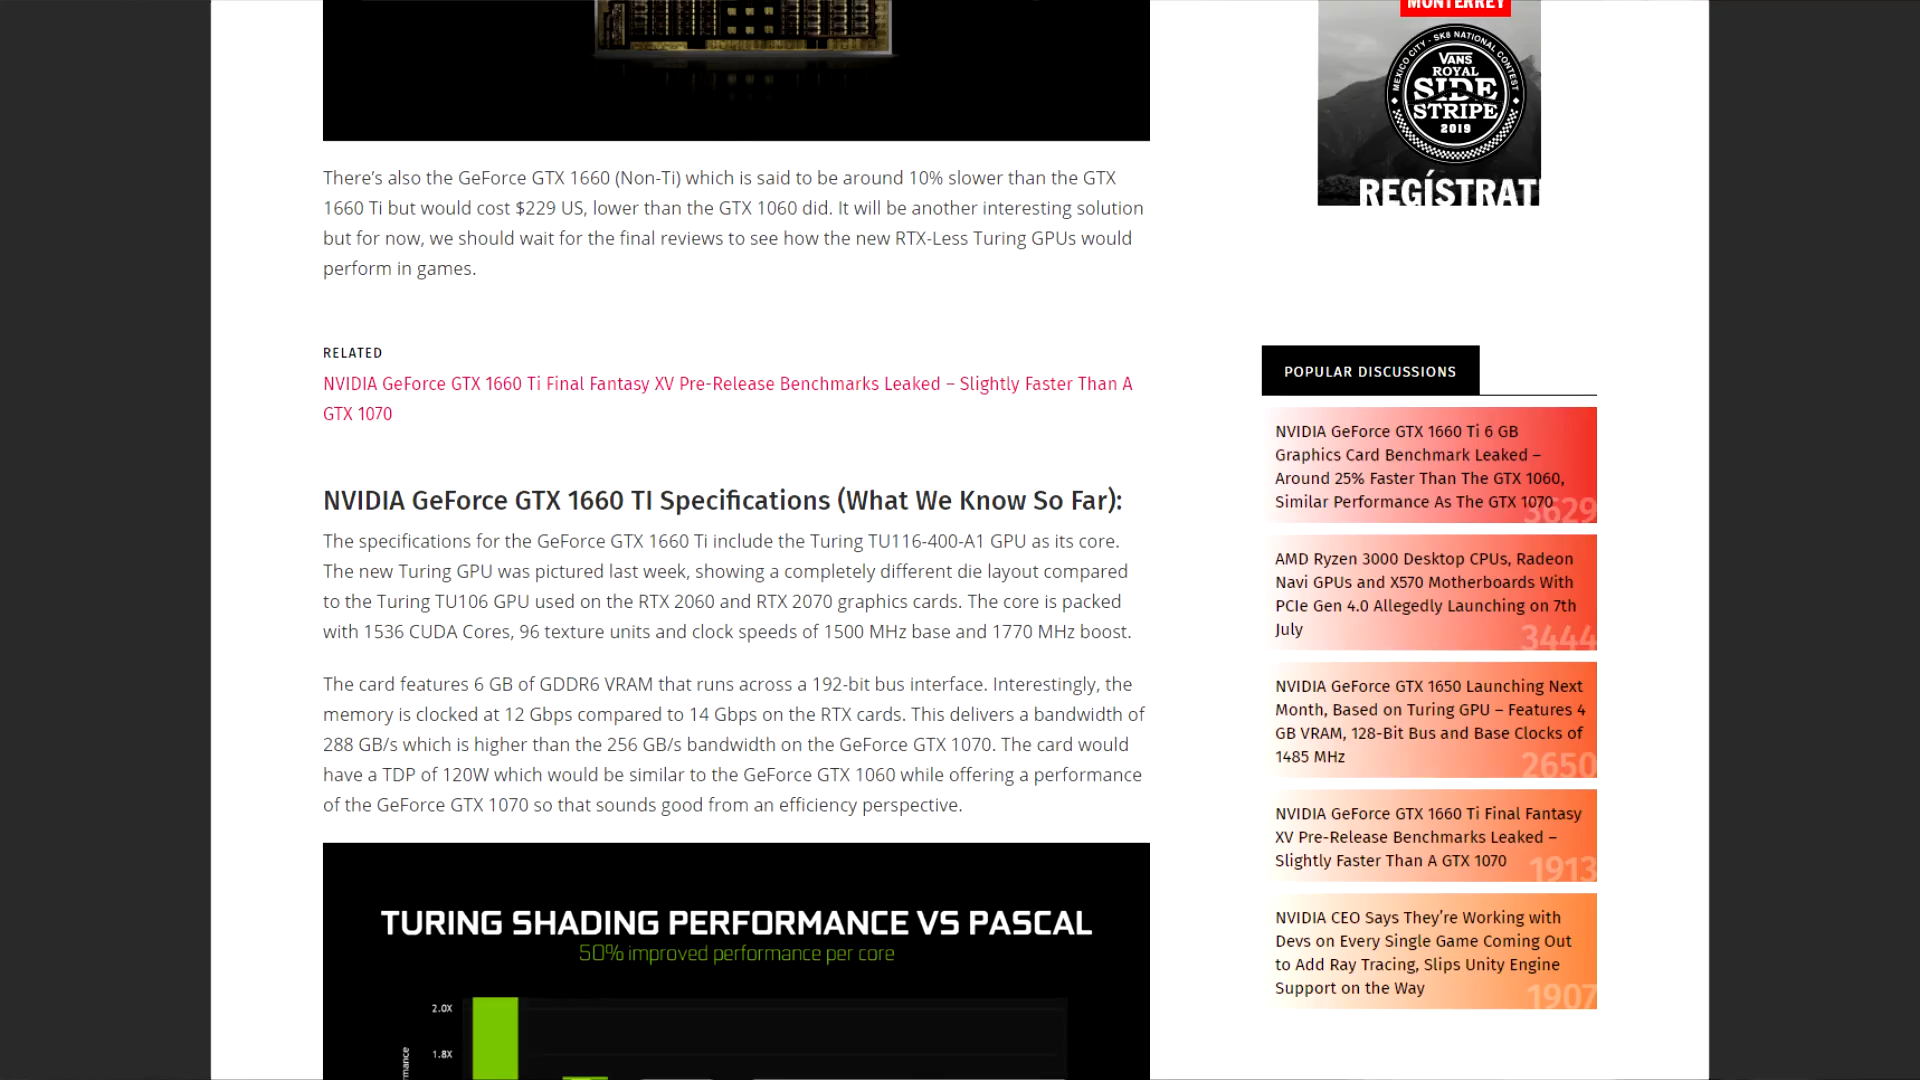 There's also the GeForce GTX 1660 (Non-Ti) which is said to be around 10% slower than the GTX
1660 Ti but would cost $229 US, lower than the GTX 1060 did. It will be another interesting solution
but for now, we should wait for the final reviews to see how the new RTX-Less Turing GPUs would
perform in games.
RELATED
NVIDIA GeForce GTX 1660 Ti Final Fantasy XV Pre-Release Benchmarks Leaked – Slightly Faster Than A
GTX 1070
NVIDIA GeForce GTX 1660 TI Specifications (What We Know So Far):
The specifications for the GeForce GTX 1660 Ti include the Turing TU116-400-A1 GPU as its core.
The new Turing GPU was pictured last week, showing a completely different die layout compared
to the Turing TU106 GPU used on the RTX 2060 and RTX 2070 graphics cards. The core is packed
with 1536 CUDA Cores, 96 texture units and clock speeds of 1500 MHz base and 1770 MHz boost.
The card features 6 GB of GDDR6 VRAM that runs across a 192-bit bus interface. Interestingly, the
memory is clocked at 12 Gbps compared to 14 Gbps on the RTX cards. This delivers a bandwidth of
288 GB/s which is higher than the 256 GB/s bandwidth on the GeForce GTX 1070. The card would
have a TDP of 120W which would be similar to the GeForce GTX 1060 while offering a performance
of the GeForce GTX 1070 so that sounds good from an efficiency perspective.
TURING SHADING PERFORMANCE VS PASCAL
50% improved performance per core
2.0X
1.8X
MONTERREY
MEXICO CITY - SK8 NATIONAL CONTEST
VANS
ROYAL
SIDE
STRIPE
2019
REGÍSTRAT
POPULAR DISCUSSIONS
NVIDIA GeForce GTX 1660 Ti 6 GB
Graphics Card Benchmark Leaked –
Around 25% Faster Than The GTX 1060,
Similar Performance As The GTX 1070
3629
AMD Ryzen 3000 Desktop CPUs, Radeon
Navi GPUs and X570 Motherboards With
PCIe Gen 4.0 Allegedly Launching on 7th
July
3444
NVIDIA GeForce GTX 1650 Launching Next
Month, Based on Turing GPU – Features 4
GB VRAM, 128-Bit Bus and Base Clocks of
1485 MHz
2650
NVIDIA GeForce GTX 1660 Ti Final Fantasy
XV Pre-Release Benchmarks Leaked –
Slightly Faster Than A GTX 1070
1913
NVIDIA CEO Says They're Working with
Devs on Every Single Game Coming Out
to Add Ray Tracing, Slips Unity Engine
Support on the Way
1907